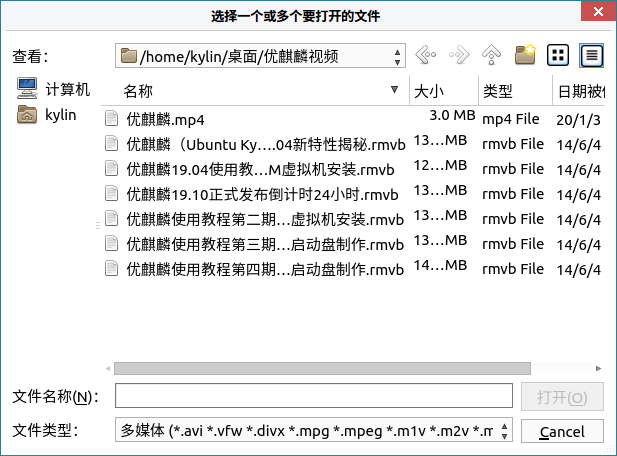 选择一个或多个要打开的文件
查看： /home/kylin/桌面/优麒麟视频
计算机
kylin
名称 大小 类型 日期被修
优麒麟.mp4 3.0 MB mp4 File 20/1/3
优麒麟（Ubuntu Ky….04新特性揭秘.rmvb 13…MB rmvb File 14/6/4
优麒麟19.04使用教…M虚拟机安装.rmvb 12…MB rmvb File 14/6/4
优麒麟19.10正式发布倒计时24小时.rmvb 13…MB rmvb File 14/6/4
优麒麟使用教程第二期…虚拟机安装.rmvb 13…MB rmvb File 14/6/4
优麒麟使用教程第三期…启动盘制作.rmvb 13…MB rmvb File 14/6/4
优麒麟使用教程第四期…启动盘制作.rmvb 14…MB rmvb File 14/6/4
文件名称(N)： 打开(O)
文件类型： 多媒体 (*.avi *.vfw *.divx *.mpg *.mpeg *.m1v *.m2v *.m Cancel